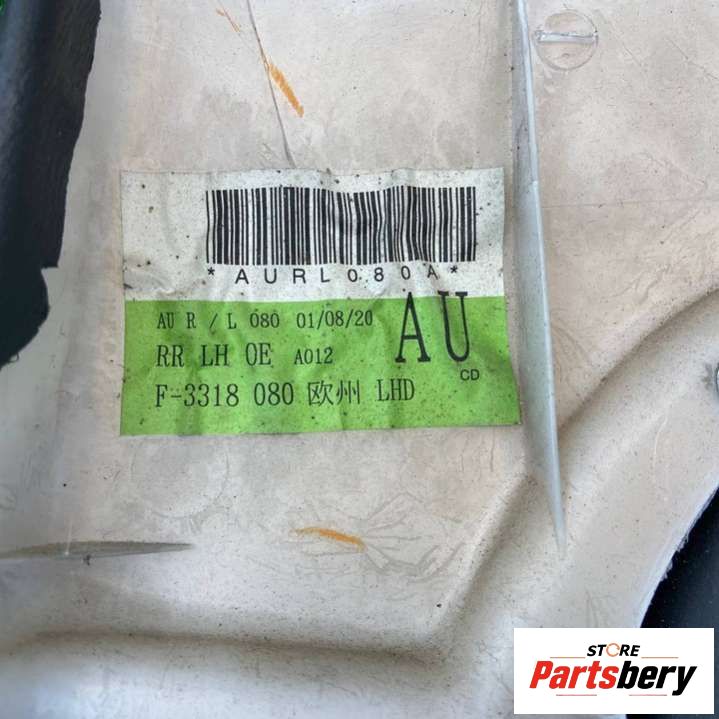 *AURL080A*
AU R / L 080 01/08/20
RR LH OE A012
AU
CD
F-3318 080 欧州 LHD
STORE
Partsbery